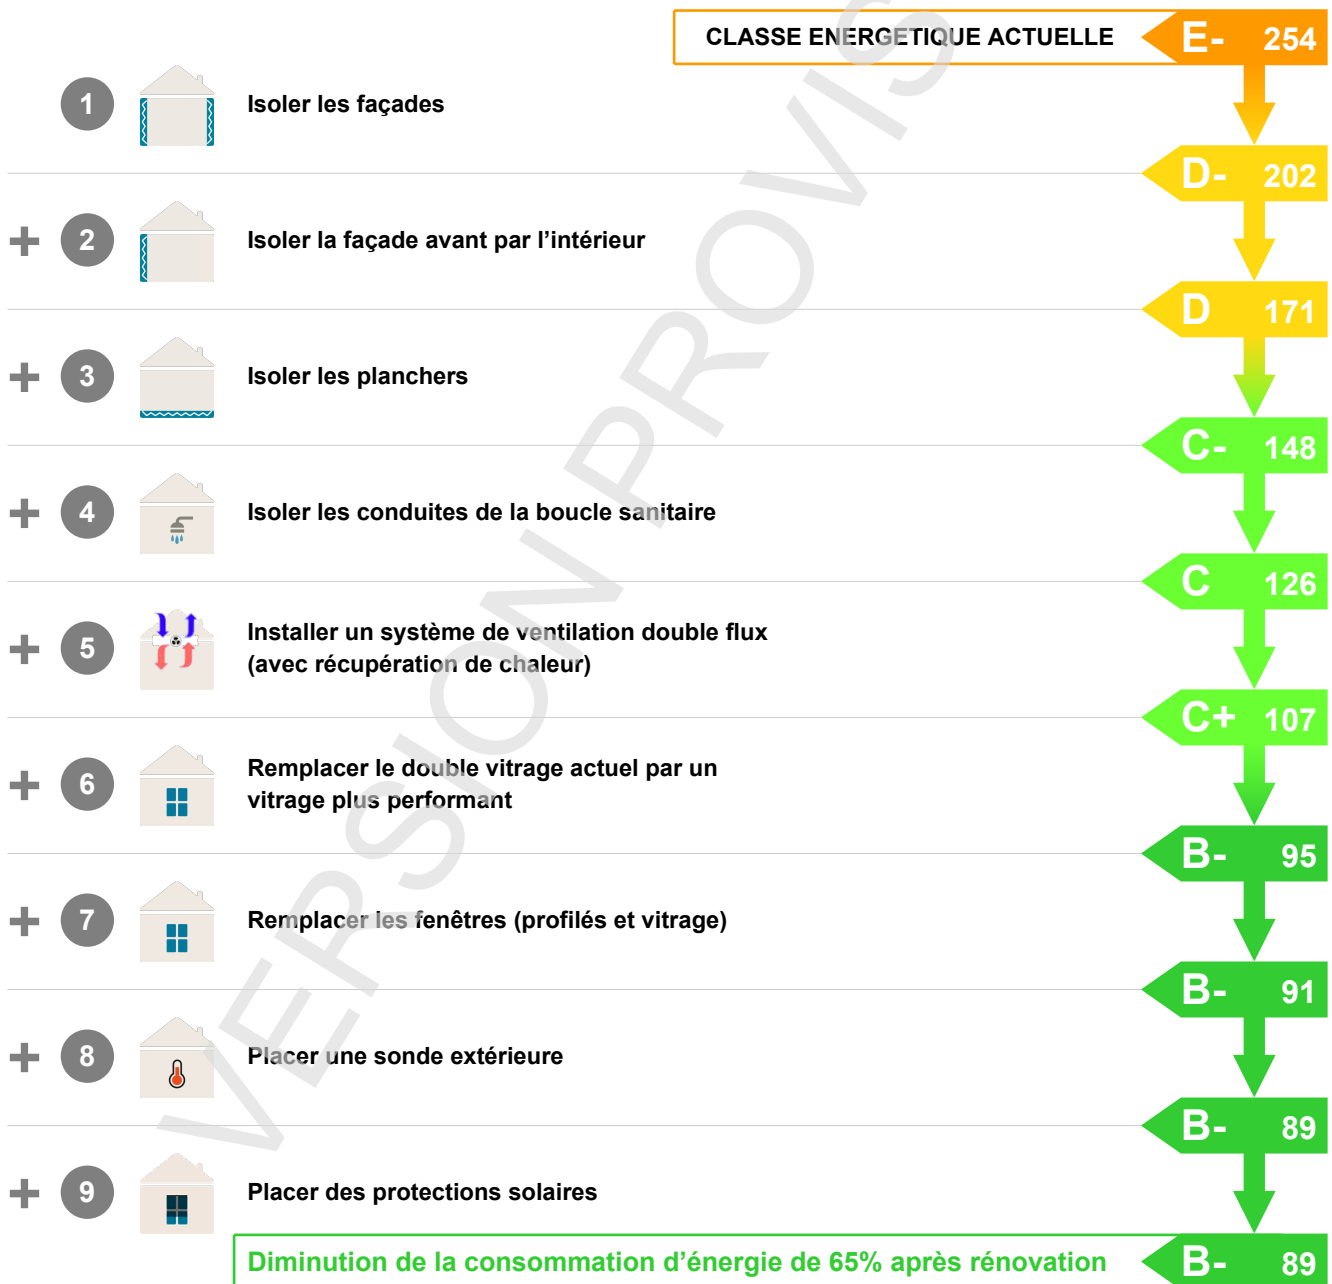 CLASSE ENERGETIQUE ACTUELLE E- 254
1 Isoler les façades
D- 202
+ 2 Isoler la façade avant par l’intérieur
D 171
+ 3 Isoler les planchers
C- 148
+ 4 Isoler les conduites de la boucle sanitaire
C 126
+ 5 Installer un système de ventilation double flux
(avec récupération de chaleur)
C+ 107
+ 6 Remplacer le double vitrage actuel par un
vitrage plus performant
B- 95
+ 7 Remplacer les fenêtres (profilés et vitrage)
B- 91
+ 8 Placer une sonde extérieure
B- 89
+ 9 Placer des protections solaires
Diminution de la consommation d’énergie de 65% après rénovation B- 89
VERSION PROVIS